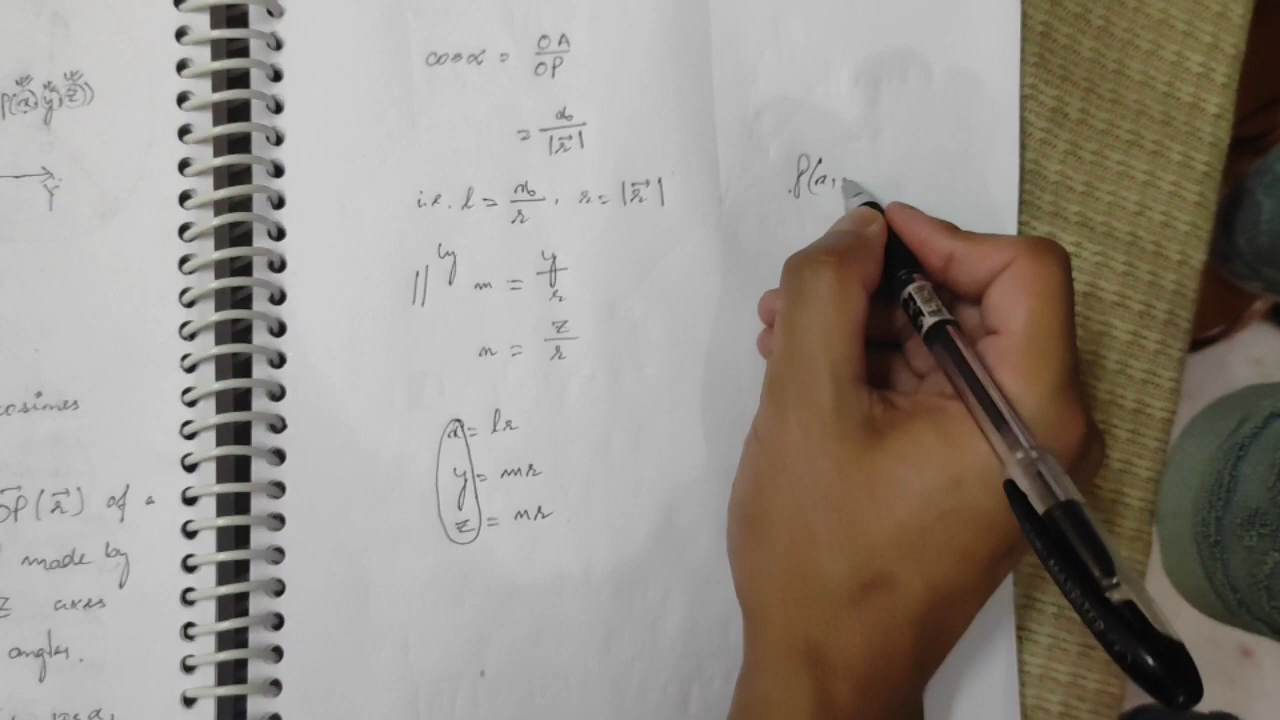 P(x, y, z)
Y
cosines
OP (r⃗) of a
made by
Z axes
angles.
cos α = OA/OP
= x/|r⃗|
i.e. l = x/r , r = |r⃗|
||ly m = y/r
n = z/r
x = lr
y = mr
z = nr
P(x,